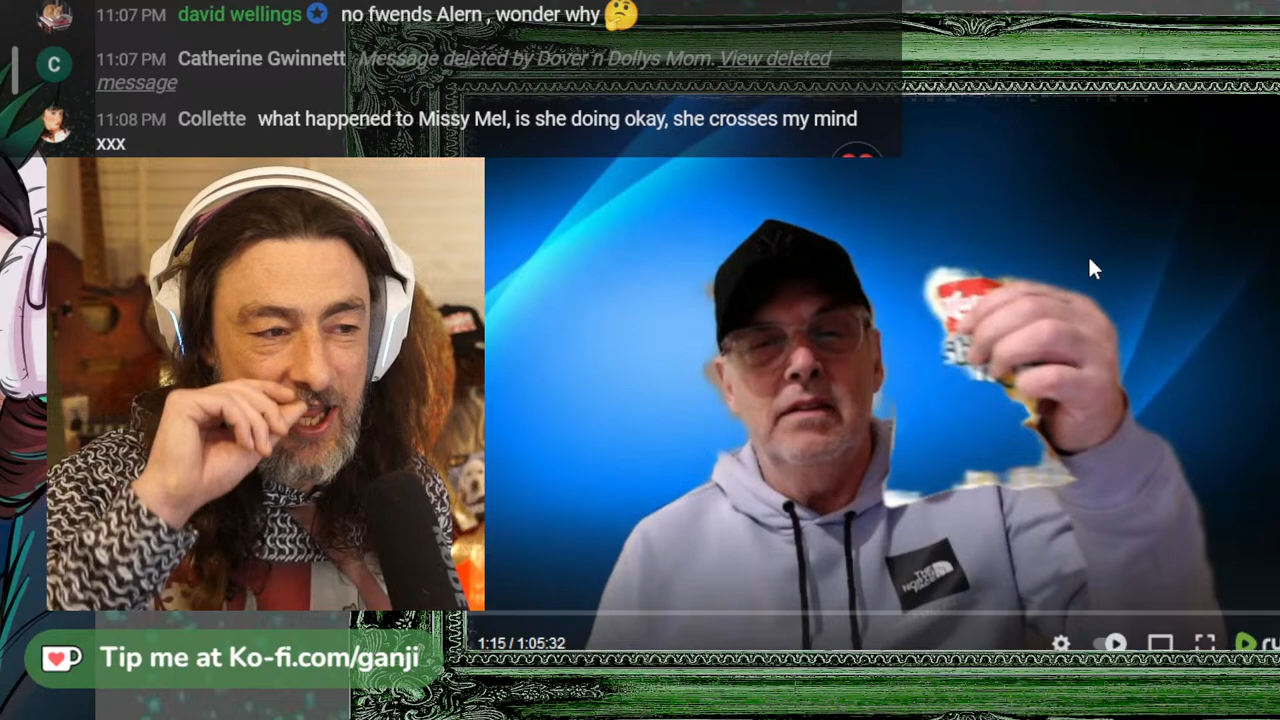 11:07 PM david wellings no fwends Alern , wonder why 🤔
C 11:07 PM Catherine Gwinnett Message deleted by Dover n Dollys Mom. View deleted
message
11:08 PM Collette what happened to Missy Mel, is she doing okay, she crosses my mind
xxx
THE
NORTH
FACE
1:15 / 1:05:32
Tip me at Ko-fi.com/ganji